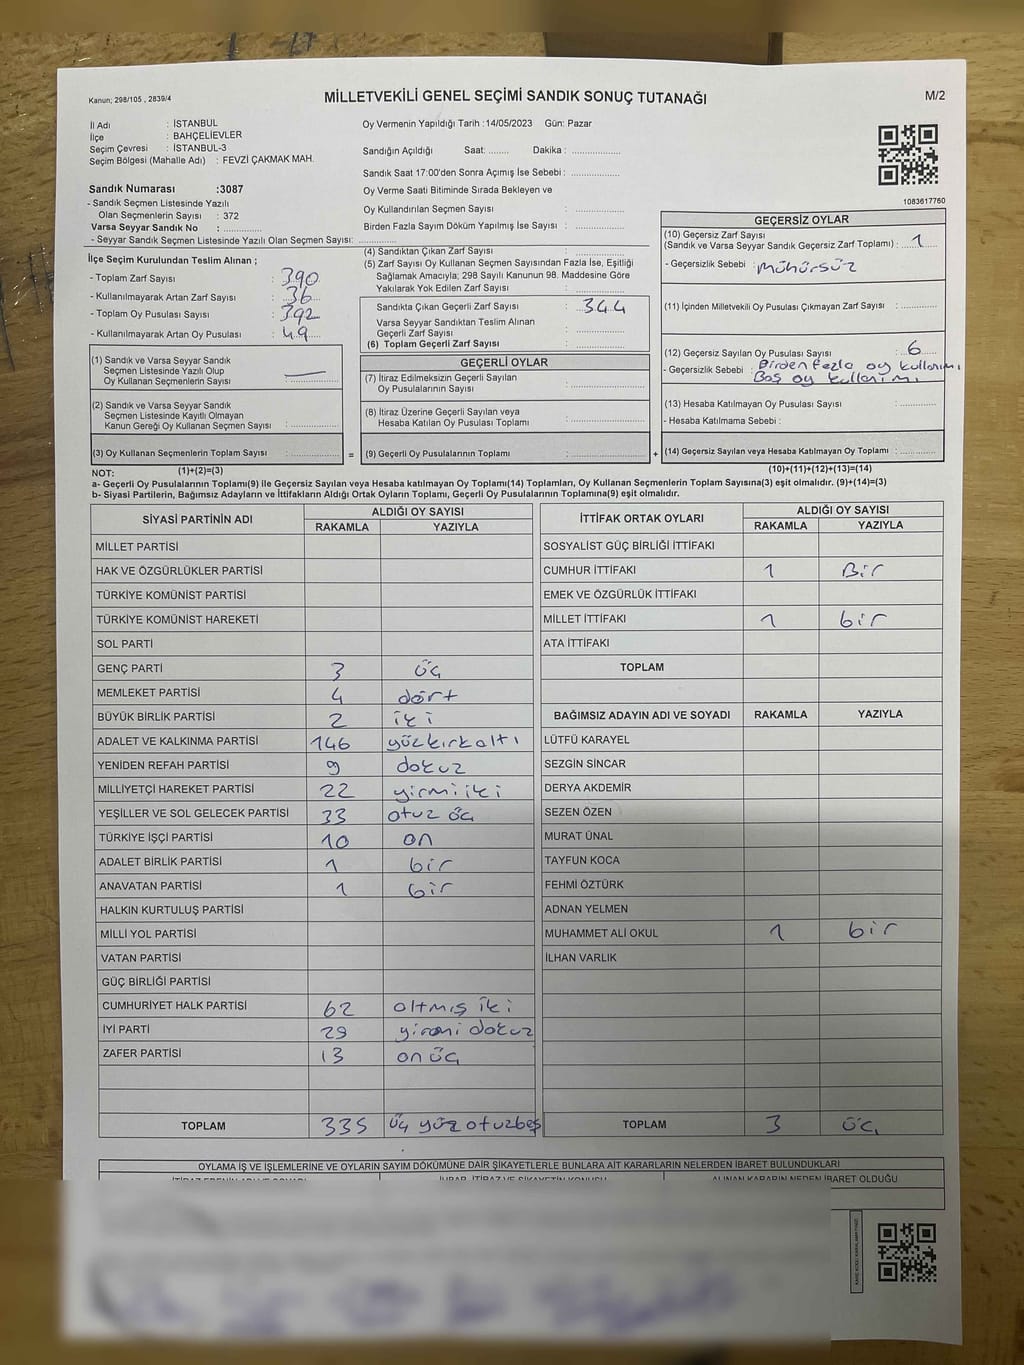 Kanun; 298/105 , 2839/4
MİLLETVEKİLİ GENEL SEÇİMİ SANDIK SONUÇ TUTANAĞI
M/2
İl Adı : İSTANBUL
İlçe : BAHÇELİEVLER
Seçim Çevresi : İSTANBUL-3
Seçim Bölgesi (Mahalle Adı) : FEVZİ ÇAKMAK MAH.
Sandık Numarası :3087
- Sandık Seçmen Listesinde Yazılı
Olan Seçmenlerin Sayısı : 372
Varsa Seyyar Sandık No : ..............
- Seyyar Sandık Seçmen Listesinde Yazılı Olan Seçmen Sayısı: ..............
Oy Vermenin Yapıldığı Tarih :14/05/2023 Gün: Pazar
Sandığın Açıldığı Saat: ........ Dakika : ..................
Sandık Saat 17:00'den Sonra Açımış İse Sebebi : ..................
Oy Verme Saati Bitiminde Sırada Bekleyen ve
Oy Kullandırılan Seçmen Sayısı : ..................
Birden Fazla Sayım Döküm Yapılmış İse Sayısı : ..................
1083617760
İlçe Seçim Kurulundan Teslim Alınan ;
- Toplam Zarf Sayısı : 390
- Kullanılmayarak Artan Zarf Sayısı : 36
- Toplam Oy Pusulası Sayısı : 392
- Kullanılmayarak Artan Oy Pusulası : 49
(1) Sandık ve Varsa Seyyar Sandık
Seçmen Listesinde Yazılı Olup
Oy Kullanan Seçmenlerin Sayısı : —
(2) Sandık ve Varsa Seyyar Sandık
Seçmen Listesinde Kayıtlı Olmayan
Kanun Gereği Oy Kullanan Seçmen Sayısı : ..................
(3) Oy Kullanan Seçmenlerin Toplam Sayısı : ..................
(4) Sandıktan Çıkan Zarf Sayısı : ..................
(5) Zarf Sayısı Oy Kullanan Seçmen Sayısından Fazla İse, Eşitliği
Sağlamak Amacıyla; 298 Sayılı Kanunun 98. Maddesine Göre
Yakılarak Yok Edilen Zarf Sayısı : ..................
Sandıkta Çıkan Geçerli Zarf Sayısı : 344
Varsa Seyyar Sandıktan Teslim Alınan
Geçerli Zarf Sayısı : ..................
(6) Toplam Geçerli Zarf Sayısı : ..................
GEÇERLİ OYLAR
(7) İtiraz Edilmeksizin Geçerli Sayılan
Oy Pusulalarının Sayısı : ..................
(8) İtiraz Üzerine Geçerli Sayılan veya
Hesaba Katılan Oy Pusulası Toplamı : ..................
= (9) Geçerli Oy Pusulalarının Toplamı : ..................
GEÇERSİZ OYLAR
(10) Geçersiz Zarf Sayısı
(Sandık ve Varsa Seyyar Sandık Geçersiz Zarf Toplamı) : 1
- Geçersizlik Sebebi : Mühürsüz
(11) İçinden Milletvekili Oy Pusulası Çıkmayan Zarf Sayısı : ..............
(12) Geçersiz Sayılan Oy Pusulası Sayısı : 6
- Geçersizlik Sebebi : Birden fazla oy kullanımı
Boş oy kullanımı
(13) Hesaba Katılmayan Oy Pusulası Sayısı : ..............
- Hesaba Katılmama Sebebi :
+ (14) Geçersiz Sayılan veya Hesaba Katılmayan Oy Toplamı : ..............
NOT: (1)+(2)=(3) (10)+(11)+(12)+(13)=(14)
a- Geçerli Oy Pusulalarının Toplamı(9) ile Geçersiz Sayılan veya Hesaba katılmayan Oy Toplamı(14) Toplamları, Oy Kullanan Seçmenlerin Toplam Sayısına(3) eşit olmalıdır. (9)+(14)=(3)
b- Siyasi Partilerin, Bağımsız Adayların ve İttifakların Aldığı Ortak Oyların Toplamı, Geçerli Oy Pusulalarının Toplamına(9) eşit olmalıdır.
SİYASİ PARTİNİN ADI ALDIĞI OY SAYISI
RAKAMLA YAZIYLA
MİLLET PARTİSİ
HAK VE ÖZGÜRLÜKLER PARTİSİ
TÜRKİYE KOMÜNİST PARTİSİ
TÜRKİYE KOMÜNİST HAREKETİ
SOL PARTİ
GENÇ PARTİ 3 üç
MEMLEKET PARTİSİ 4 dört
BÜYÜK BİRLİK PARTİSİ 2 iki
ADALET VE KALKINMA PARTİSİ 146 yüzkırkaltı
YENİDEN REFAH PARTİSİ 9 dokuz
MİLLİYETÇİ HAREKET PARTİSİ 22 yirmi iki
YEŞİLLER VE SOL GELECEK PARTİSİ 33 otuz üç
TÜRKİYE İŞÇİ PARTİSİ 10 on
ADALET BİRLİK PARTİSİ 1 bir
ANAVATAN PARTİSİ 1 bir
HALKIN KURTULUŞ PARTİSİ
MİLLİ YOL PARTİSİ
VATAN PARTİSİ
GÜÇ BİRLİĞİ PARTİSİ
CUMHURİYET HALK PARTİSİ 62 altmış iki
İYİ PARTİ 29 yirmi dokuz
ZAFER PARTİSİ 13 on üç
TOPLAM 335 üç yüz otuzbeş
İTTİFAK ORTAK OYLARI ALDIĞI OY SAYISI
RAKAMLA YAZIYLA
SOSYALİST GÜÇ BİRLİĞİ İTTİFAKI
CUMHUR İTTİFAKI 1 Bir
EMEK VE ÖZGÜRLÜK İTTİFAKI
MİLLET İTTİFAKI 1 bir
ATA İTTİFAKI
TOPLAM
BAĞIMSIZ ADAYIN ADI VE SOYADI RAKAMLA YAZIYLA
LÜTFÜ KARAYEL
SEZGİN SİNCAR
DERYA AKDEMİR
SEZEN ÖZEN
MURAT ÜNAL
TAYFUN KOCA
FEHMİ ÖZTÜRK
ADNAN YELMEN
MUHAMMET ALİ OKUL 1 bir
İLHAN VARLIK
TOPLAM 3 üç
OYLAMA İŞ VE İŞLEMLERİNE VE OYLARIN SAYIM DÖKÜMÜNE DAİR ŞİKAYETLERLE BUNLARA AİT KARARLARIN NELERDEN İBARET BULUNDUKLARI
ALINAN KARARIN NEDEN İBARET OLDUĞU